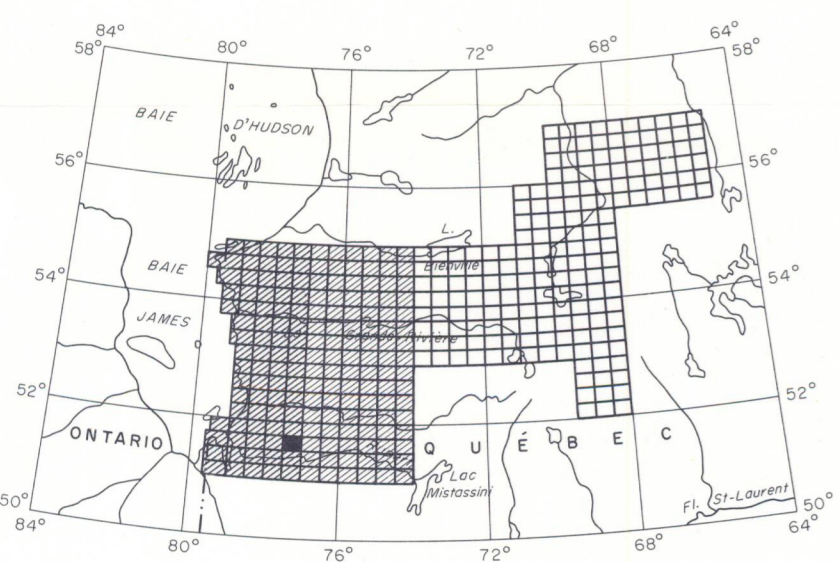 84° 80° 76° 72° 68° 64°
58° 58°
BAIE D'HUDSON
56° 56°
L.
Bienville
BAIE
54° 54°
JAMES
Grande Rivière
52° 52°
ONTARIO QUÉBEC
Lac
Mistassini
Fl. St-Laurent
50° 50°
84° 80° 76° 72° 68° 64°